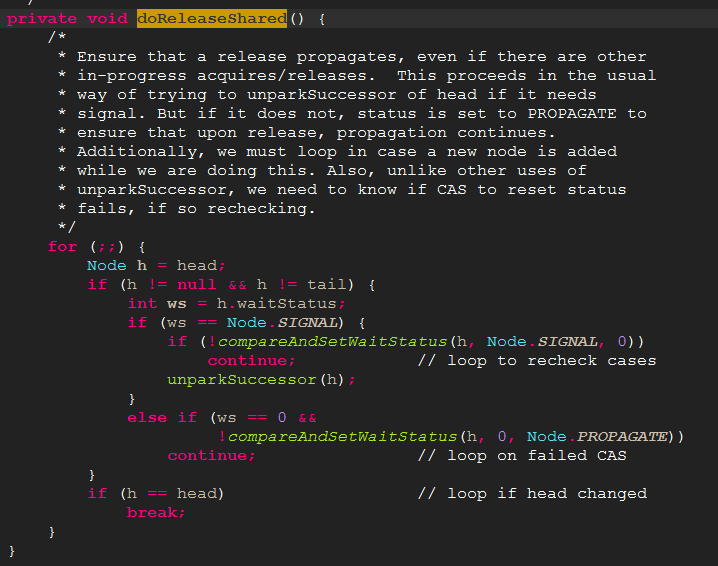 private void doReleaseShared() {
    /*
     * Ensure that a release propagates, even if there are other
     * in-progress acquires/releases.  This proceeds in the usual
     * way of trying to unparkSuccessor of head if it needs
     * signal. But if it does not, status is set to PROPAGATE to
     * ensure that upon release, propagation continues.
     * Additionally, we must loop in case a new node is added
     * while we are doing this. Also, unlike other uses of
     * unparkSuccessor, we need to know if CAS to reset status
     * fails, if so rechecking.
     */
    for (;;) {
        Node h = head;
        if (h != null && h != tail) {
            int ws = h.waitStatus;
            if (ws == Node.SIGNAL) {
                if (!compareAndSetWaitStatus(h, Node.SIGNAL, 0))
                    continue;            // loop to recheck cases
                unparkSuccessor(h);
            }
            else if (ws == 0 &&
                     !compareAndSetWaitStatus(h, 0, Node.PROPAGATE))
                continue;                // loop on failed CAS
        }
        if (h == head)                   // loop if head changed
            break;
    }
}